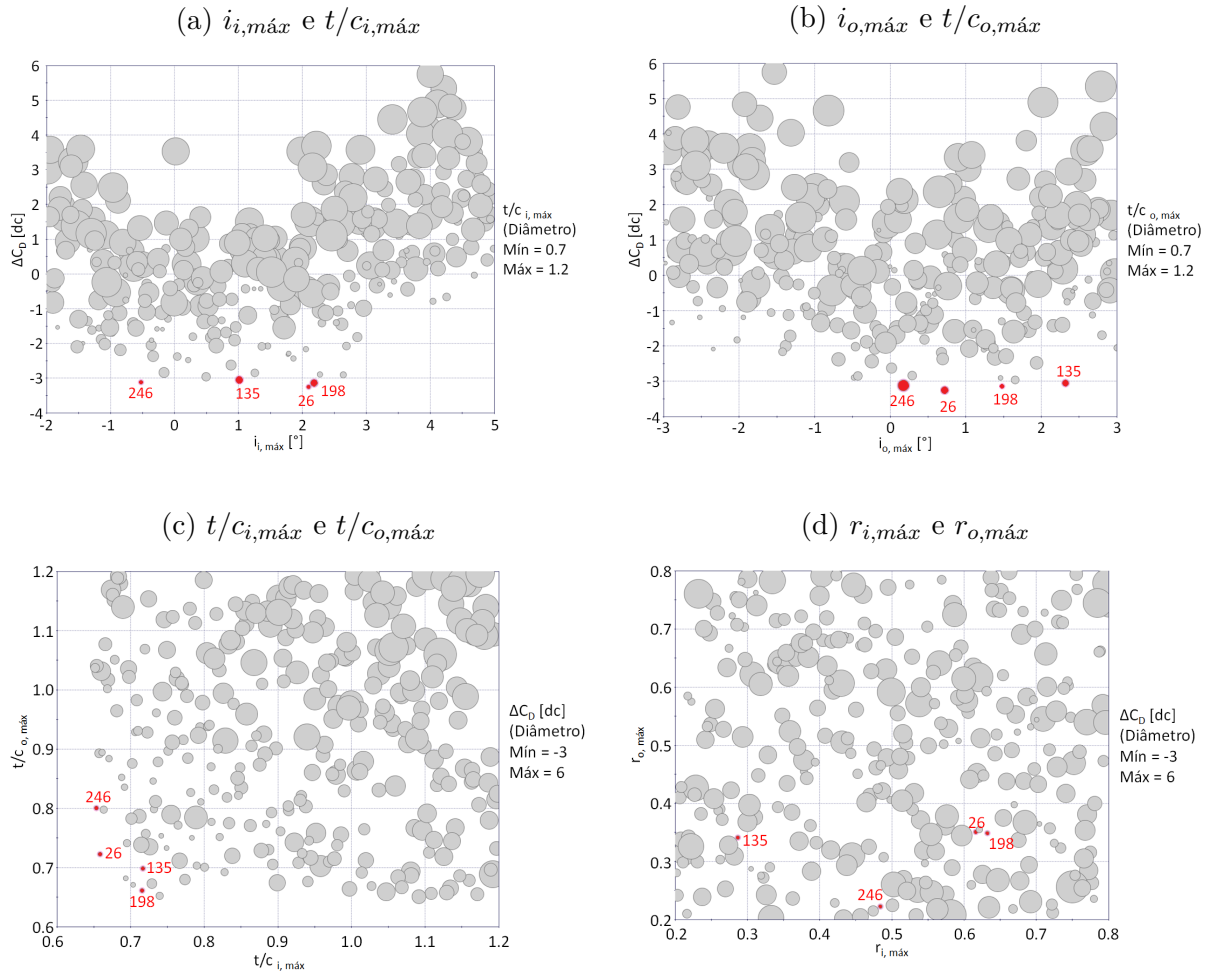 (a) i_{i,máx} e t/c_{i,máx}
6
5
4
3
2
1
0
-1
-2
-3
-4
ΔC_D [dc]
246
135
26
198
-2
-1
0
1
2
3
4
5
i_{i, máx} [°]
t/c_{i, máx}
(Diâmetro)
Mín = 0.7
Máx = 1.2
(b) i_{o,máx} e t/c_{o,máx}
6
5
4
3
2
1
0
-1
-2
-3
-4
ΔC_D [dc]
246
26
198
135
-3
-2
-1
0
1
2
3
i_{o, máx} [°]
t/c_{o, máx}
(Diâmetro)
Mín = 0.7
Máx = 1.2
(c) t/c_{i,máx} e t/c_{o,máx}
1.2
1.1
1.0
0.9
0.8
0.7
0.6
t/c_{o, máx}
246
26
135
198
0.6
0.7
0.8
0.9
1.0
1.1
1.2
t/c_{i, máx}
ΔC_D [dc]
(Diâmetro)
Mín = -3
Máx = 6
(d) r_{i,máx} e r_{o,máx}
0.8
0.7
0.6
0.5
0.4
0.3
0.2
r_{o, máx}
135
26
198
246
0.2
0.3
0.4
0.5
0.6
0.7
0.8
r_{i, máx}
ΔC_D [dc]
(Diâmetro)
Mín = -3
Máx = 6